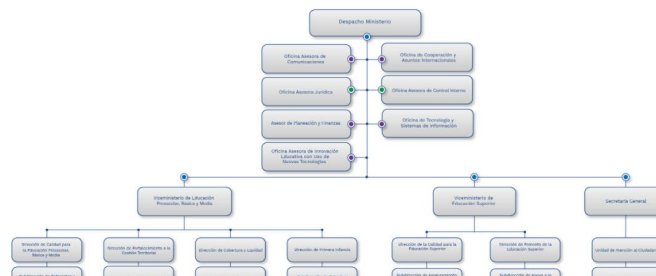 Despacho Ministerio
Oficina Asesora de
Comunicaciones
Oficina de Cooperación y
Asuntos Internacionales
Oficina Asesora Jurídica
Oficina Asesora de Control Interno
Asesor de Planeación y Finanzas
Oficina de Tecnología y
Sistemas de Información
Oficina Asesora de Innovación
Educativa con Uso de
Nuevas Tecnologías
Viceministerio de Educación
Preescolar, Básica y Media
Viceministerio de
Educación Superior
Secretaría General
Dirección de Calidad para
la Educación Preescolar,
Básica y Media
Dirección de Fortalecimiento a la
Gestión Territorial
Dirección de Cobertura y Equidad
Dirección de Primera Infancia
Dirección de la Calidad para la
Educación Superior
Dirección de Fomento de la
Educación Superior
Unidad de Atención al Ciudadano